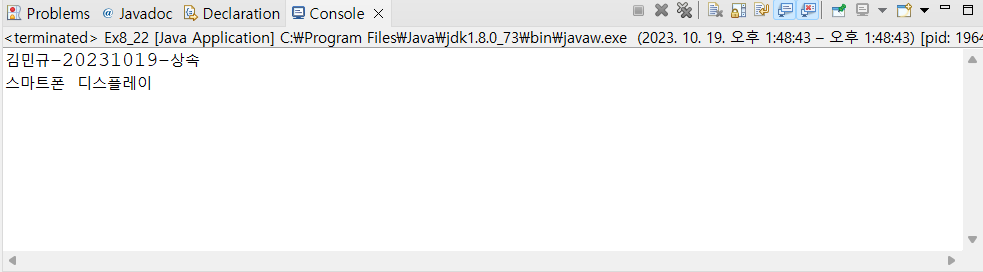 Problems @ Javadoc Declaration Console
<terminated> Ex8_22 [Java Application] C:₩Program Files₩Java₩jdk1.8.0_73₩bin₩javaw.exe (2023. 10. 19. 오후 1:48:43 – 오후 1:48:43) [pid: 1964
김민규-20231019-상속
스마트폰 디스플레이